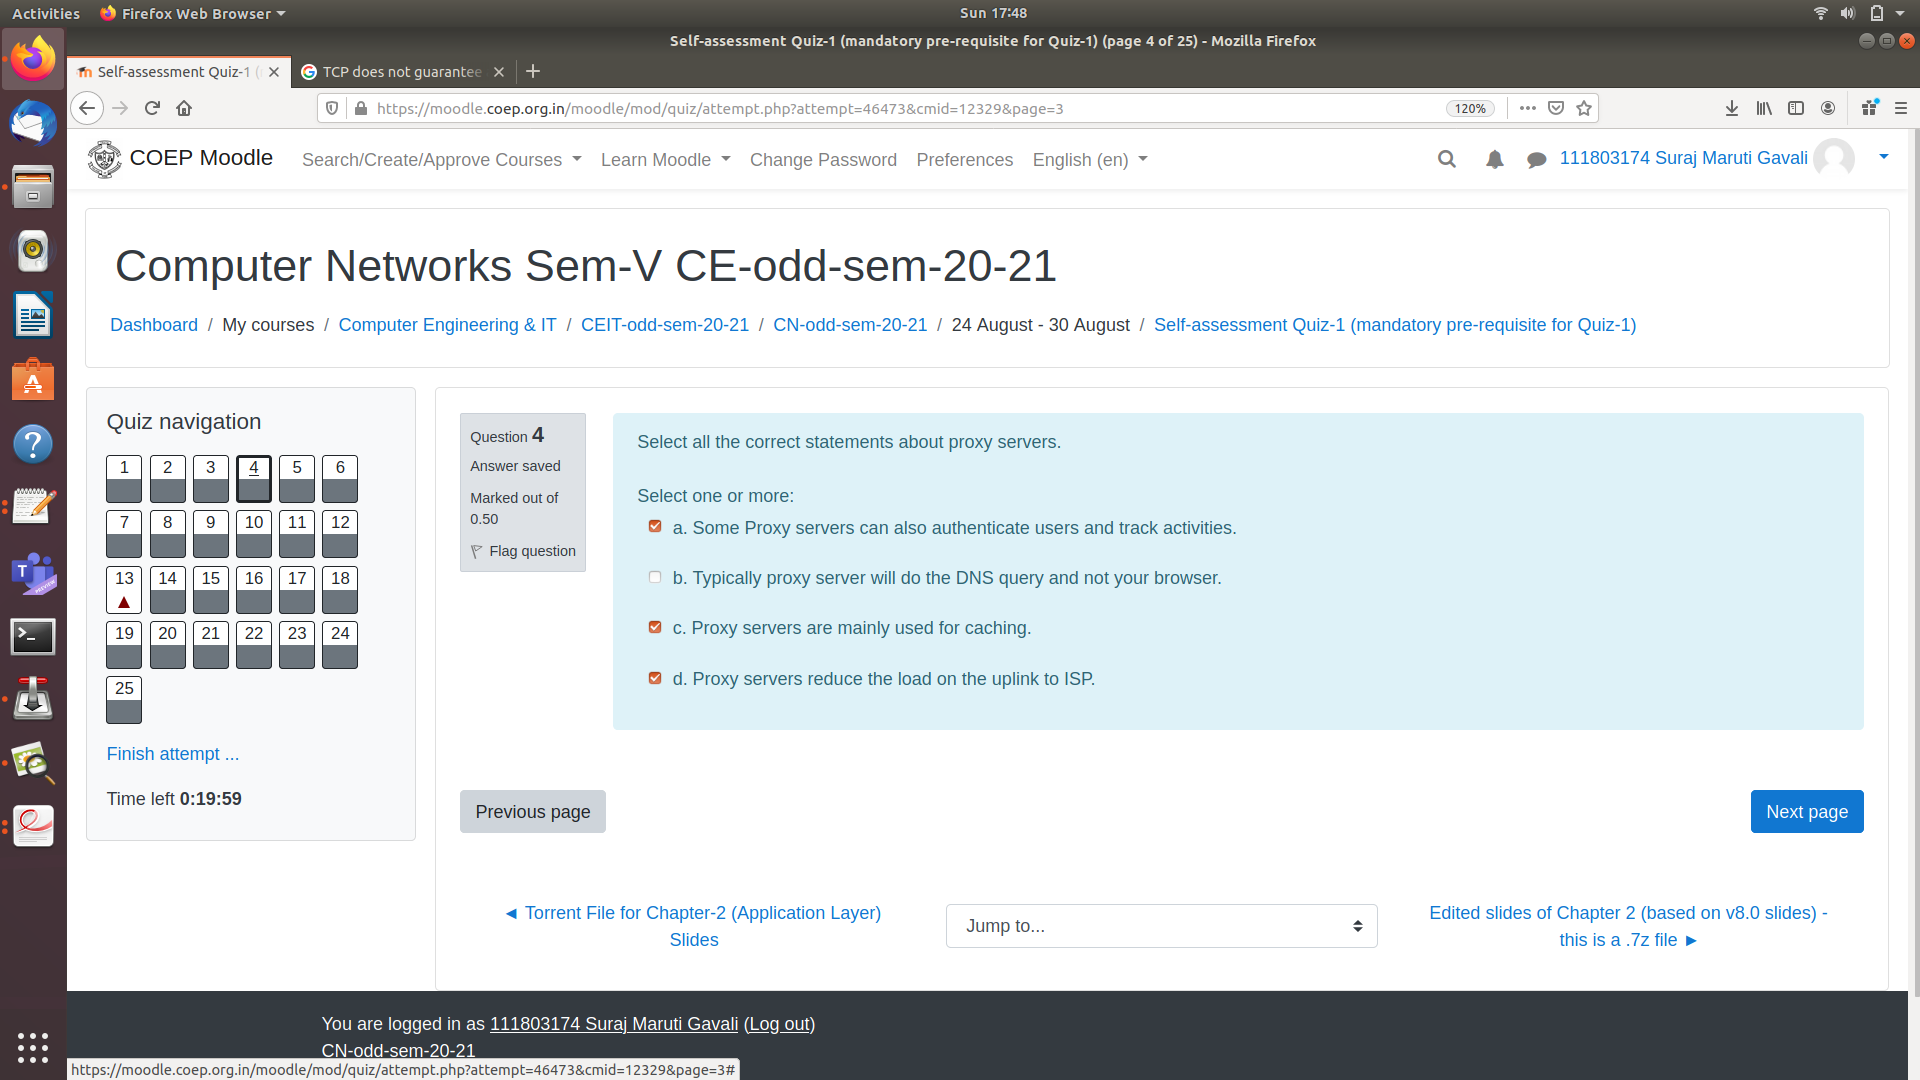 Activities
Firefox Web Browser
Sun 17:48
Self-assessment Quiz-1 (mandatory pre-requisite for Quiz-1) (page 4 of 25) - Mozilla Firefox
Self-assessment Quiz-1 (
TCP does not guarantee
https://moodle.coep.org.in/moodle/mod/quiz/attempt.php?attempt=46473&cmid=12329&page=3
120%
COEP Moodle
Search/Create/Approve Courses
Learn Moodle
Change Password
Preferences
English (en)
111803174 Suraj Maruti Gavali
Computer Networks Sem-V CE-odd-sem-20-21
Dashboard / My courses / Computer Engineering & IT / CEIT-odd-sem-20-21 / CN-odd-sem-20-21 / 24 August - 30 August / Self-assessment Quiz-1 (mandatory pre-requisite for Quiz-1)
Quiz navigation
1 2 3 4 5 6
7 8 9 10 11 12
13 14 15 16 17 18
19 20 21 22 23 24
25
Finish attempt ...
Time left 0:19:59
Question 4
Answer saved
Marked out of
0.50
Flag question
Select all the correct statements about proxy servers.
Select one or more:
a. Some Proxy servers can also authenticate users and track activities.
b. Typically proxy server will do the DNS query and not your browser.
c. Proxy servers are mainly used for caching.
d. Proxy servers reduce the load on the uplink to ISP.
Previous page
Next page
◄ Torrent File for Chapter-2 (Application Layer)
Slides
Jump to...
Edited slides of Chapter 2 (based on v8.0 slides) -
this is a .7z file ►
You are logged in as 111803174 Suraj Maruti Gavali (Log out)
CN-odd-sem-20-21
https://moodle.coep.org.in/moodle/mod/quiz/attempt.php?attempt=46473&cmid=12329&page=3#